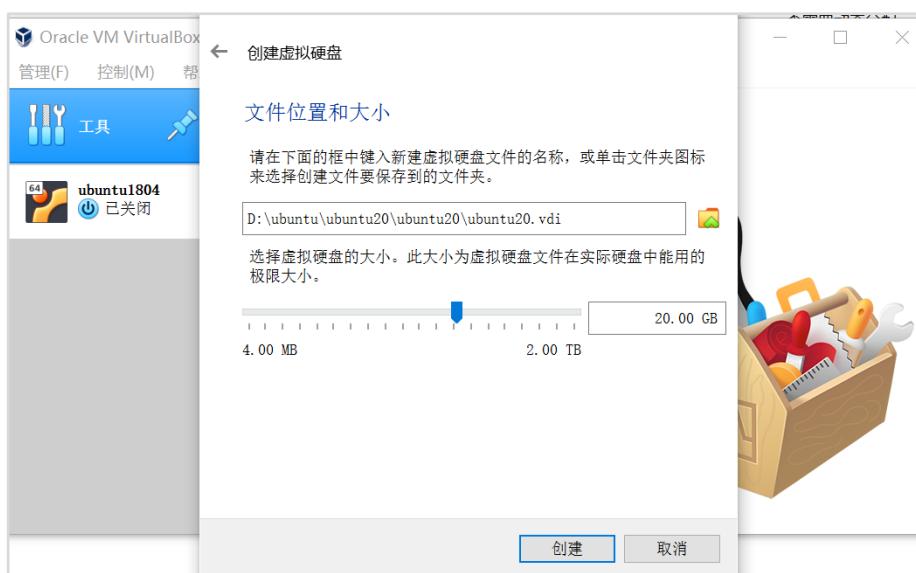 Oracle VM VirtualBox
管理(F) 控制(M) 帮
工具
64
ubuntu1804
已关闭
创建虚拟硬盘
文件位置和大小
请在下面的框中键入新建虚拟硬盘文件的名称，或单击文件夹图标
来选择创建文件要保存到的文件夹。
D:\ubuntu\ubuntu20\ubuntu20\ubuntu20.vdi
选择虚拟硬盘的大小。此大小为虚拟硬盘文件在实际硬盘中能用的
极限大小。
20.00 GB
4.00 MB 2.00 TB
创建 取消